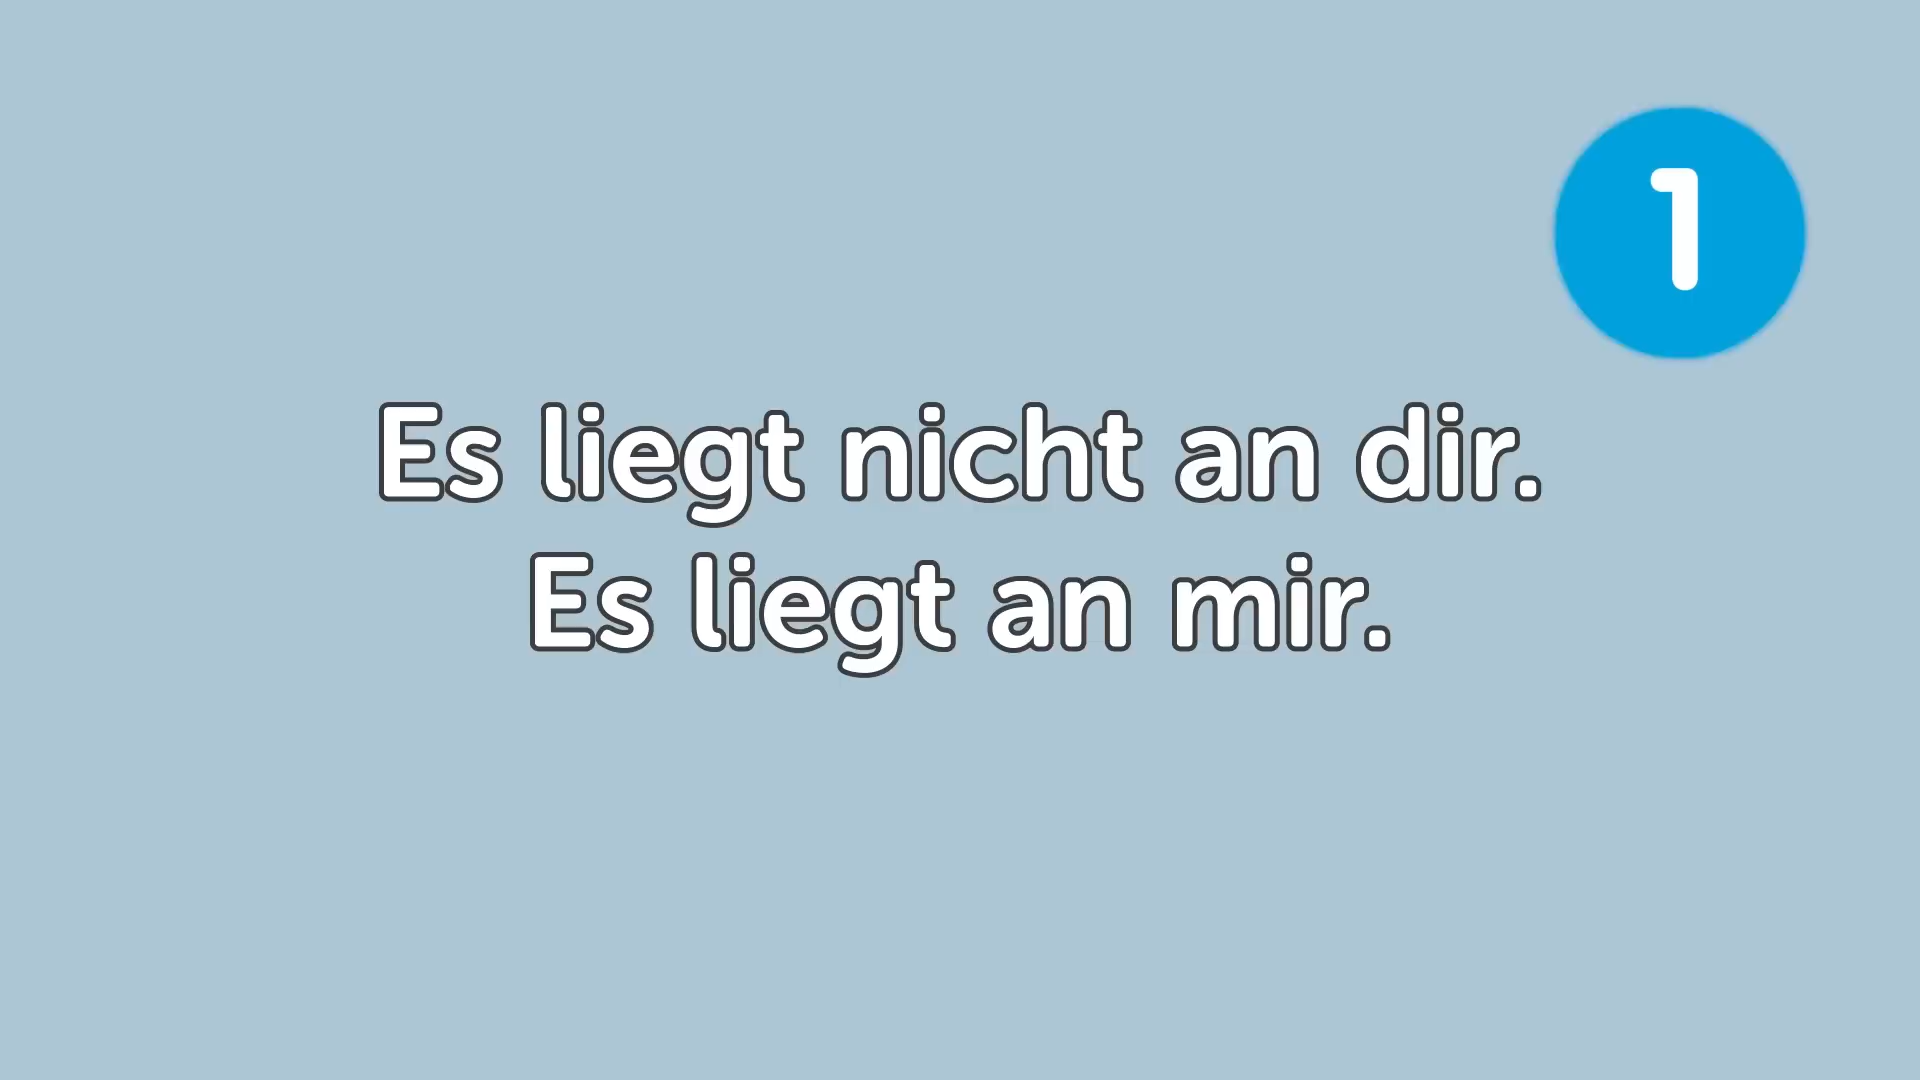 1
Es liegt nicht an dir.
Es liegt an mir.